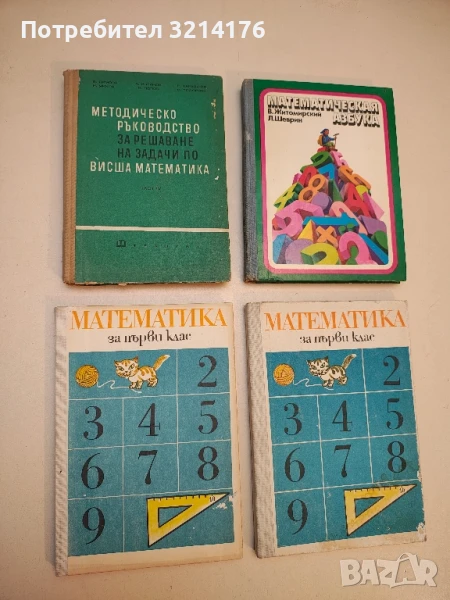 Потребител 3214176
МЕТОДИЧЕСКО
РЪКОВОДСТВО
ЗА РЕШАВАНЕ
НА ЗАДАЧИ ПО
ВИСША МАТЕМАТИКА
МАТЕМАТИЧЕСКАЯ
АЗБУКА
В. Житомирский
Л. Шеврин
МАТЕМАТИКА
за първи клас
2
3 4 5
6 7 8
9
МАТЕМАТИКА
за първи клас
2
3 4 5
6 7 8
9
BAZAR